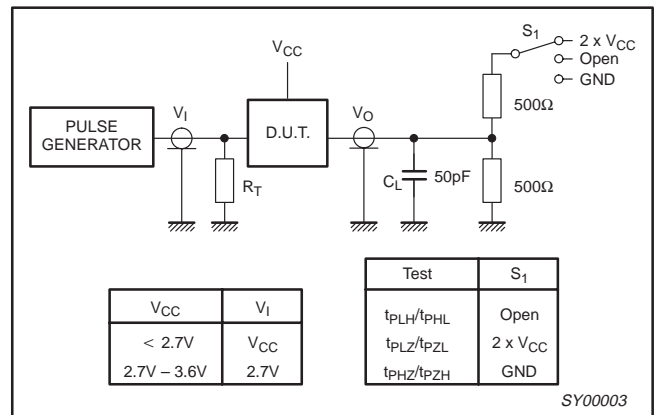 S1
2 x VCC
Open
GND
VCC
500Ω
PULSE GENERATOR
VI
D.U.T.
VO
RT
CL
50pF
500Ω
VCC VI
< 2.7V VCC
2.7V – 3.6V 2.7V
Test S1
tPLH/tPHL Open
tPLZ/tPZL 2 x VCC
tPHZ/tPZH GND
SY00003